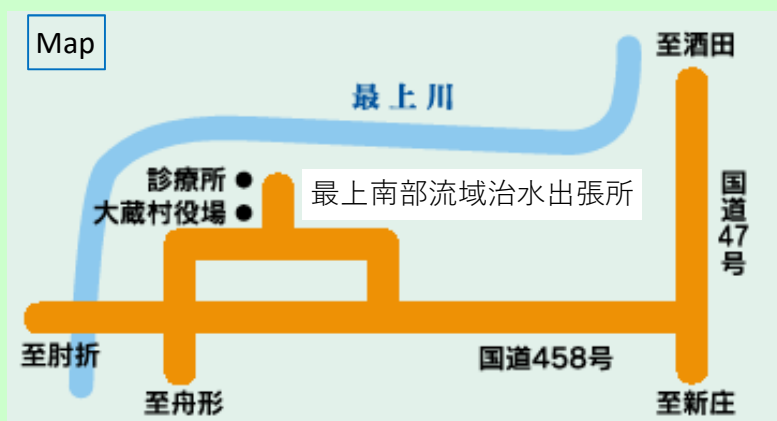 Map
至酒田
最上川
診療所
最上南部流域治水出張所
大蔵村役場
国道47号
至肘折
国道458号
至舟形
至新庄